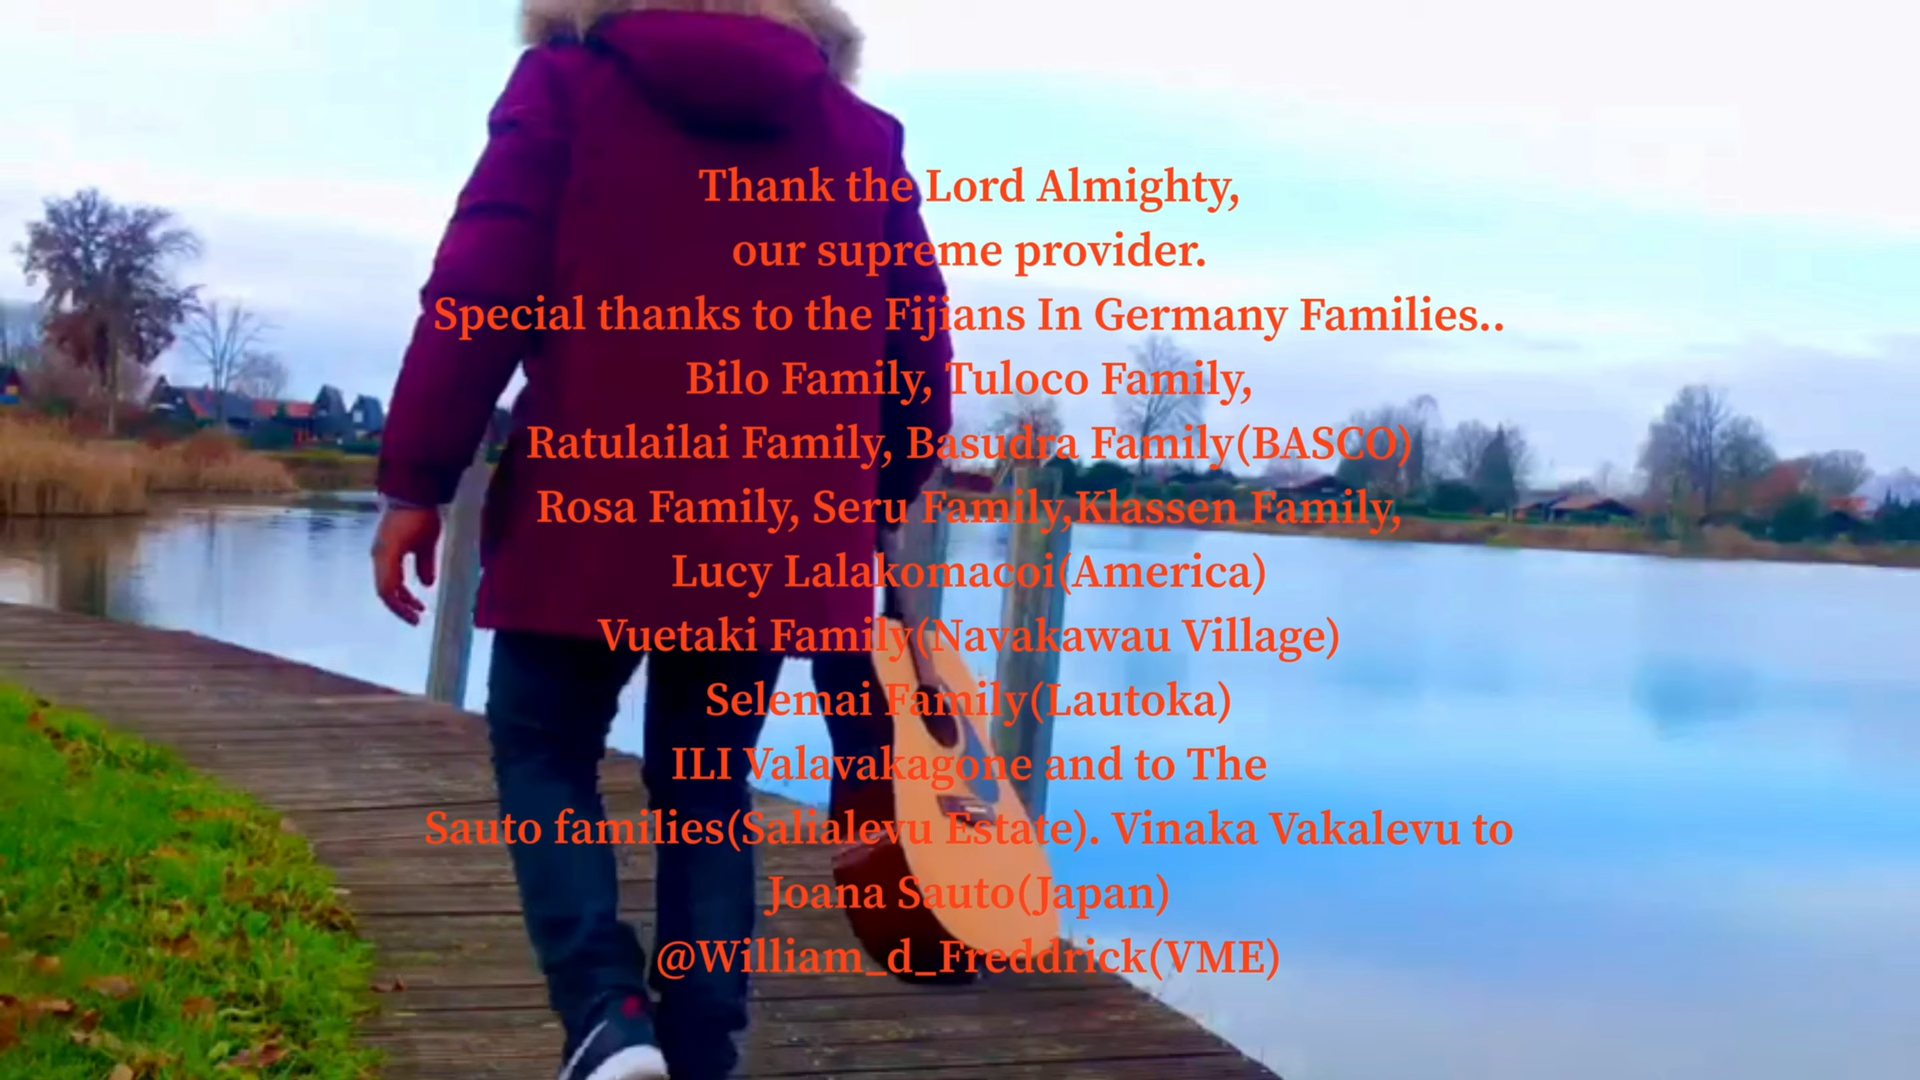 Thank the Lord Almighty,
our supreme provider.
Special thanks to the Fijians In Germany Families..
Bilo Family, Tuloco Family,
Ratulailai Family, Basudra Family(BASCO)
Rosa Family, Seru Family,Klassen Family,
Lucy Lalakomacoi(America)
Vuetaki Family(Navakawau Village)
Selemai Family(Lautoka)
ILI Valavakagone and to The
Sauto families(Salialevu Estate). Vinaka Vakalevu to
Joana Sauto(Japan)
@William_d_Freddrick(VME)